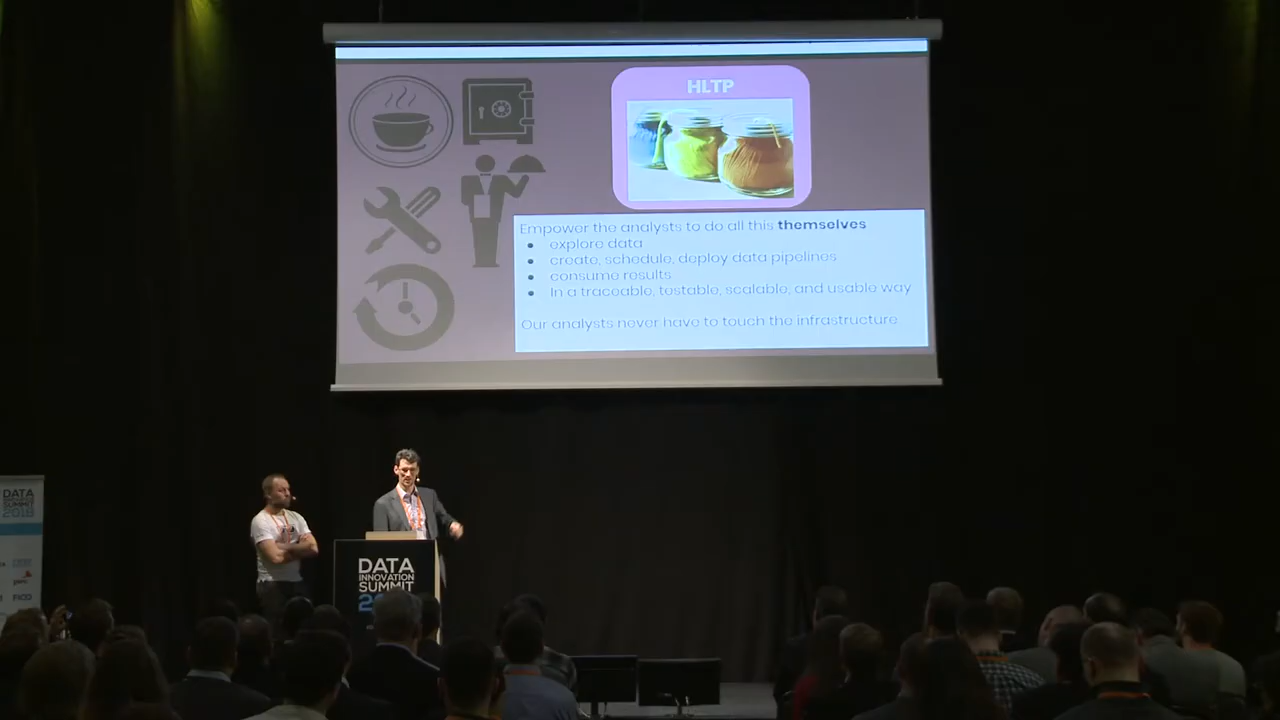 HLTP
Empower the analysts to do all this themselves
● explore data
● create, schedule, deploy data pipelines
● consume results
● In a traceable, testable, scalable, and usable way
Our analysts never have to touch the infrastructure
DATA
SUMMIT
DATA
INNOVATION
SUMMIT
pwc
FICO